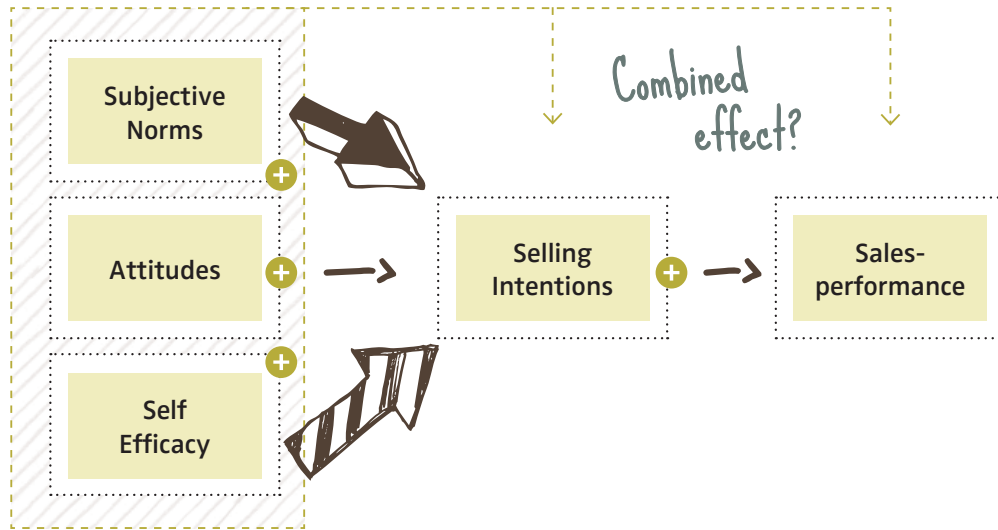 Combined
effect?
Subjective
Norms
+
Attitudes
+
Selling
Intentions
+
Sales-
performance
+
Self
Efficacy